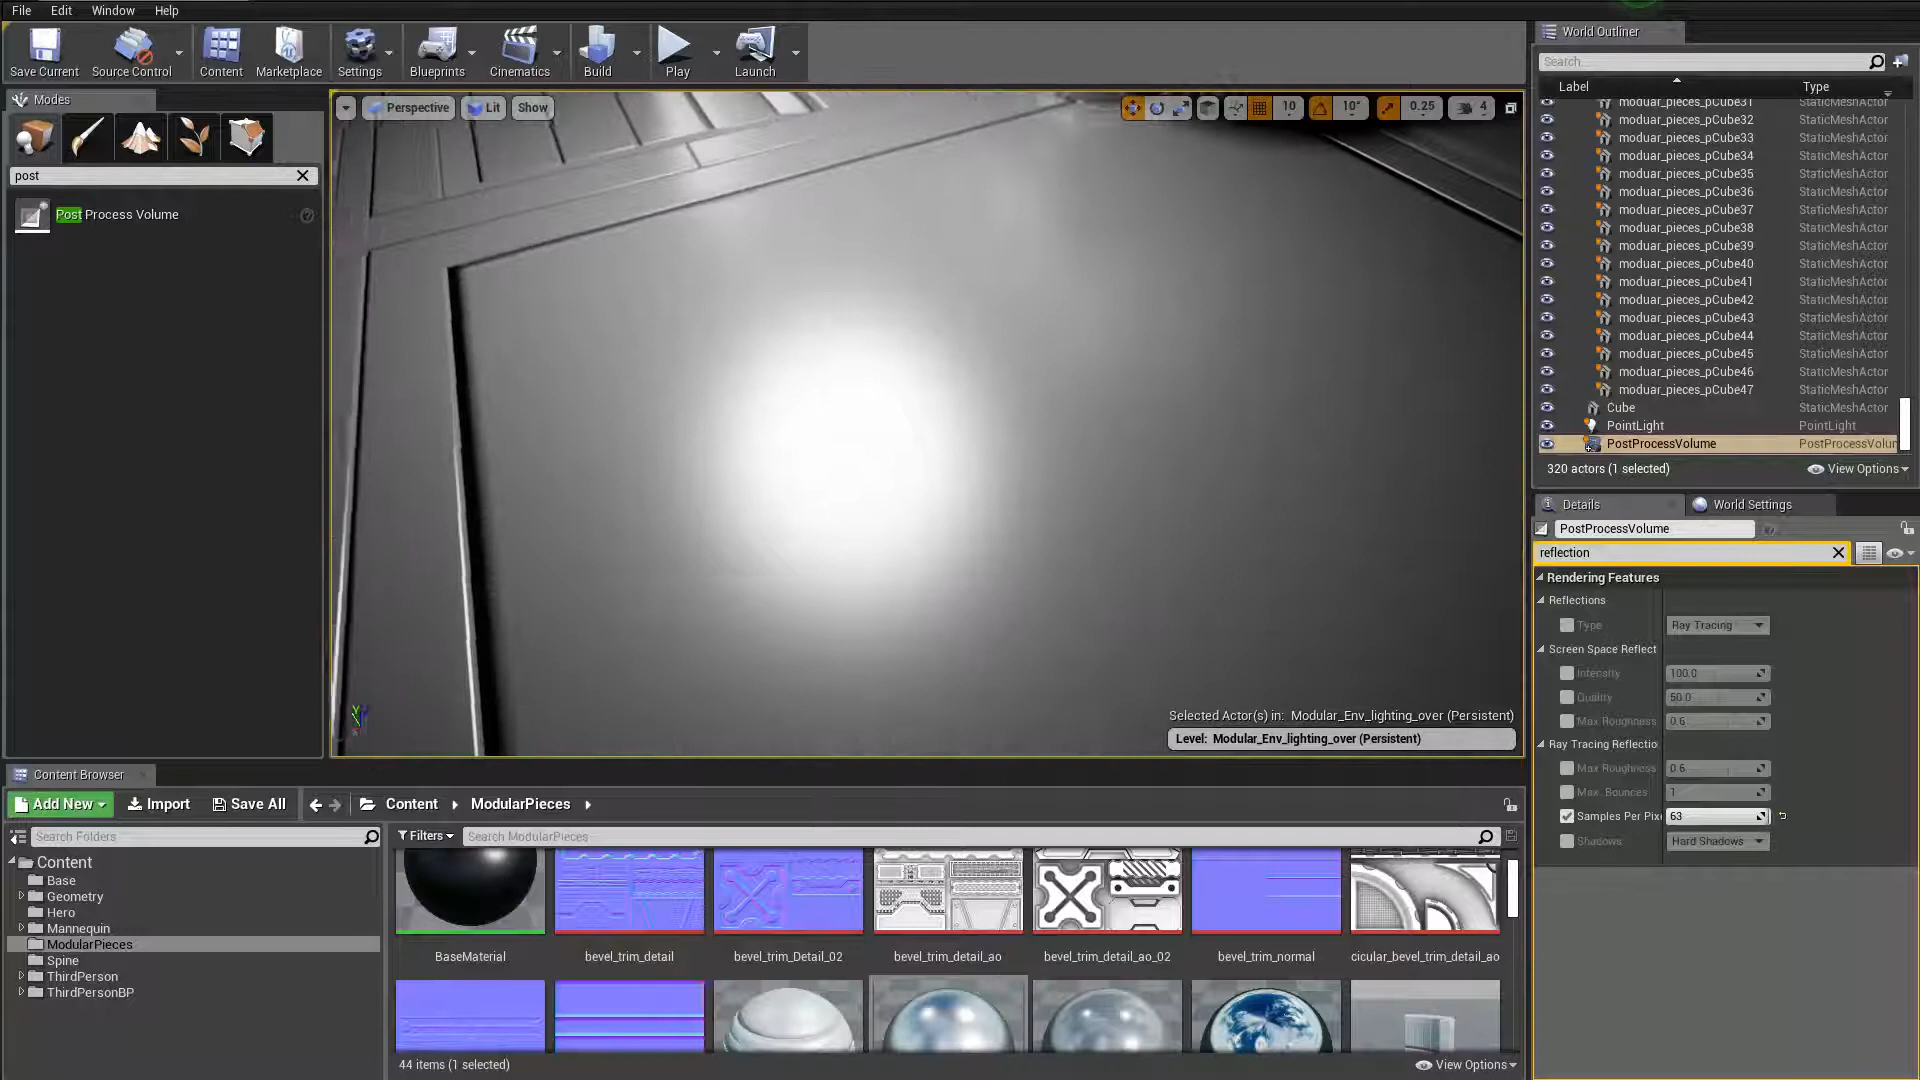 File Edit Window Help
Save Current Source Control Content Marketplace Settings Blueprints Cinematics Build Play Launch
Modes
post
Post Process Volume
Perspective Lit Show 10 10° 0.25 4
Selected Actor(s) in: Modular_Env_lighting_over (Persistent)
Level: Modular_Env_lighting_over (Persistent)
World Outliner
Search...
Label Type
moduar_pieces_pCube31 StaticMeshActor
moduar_pieces_pCube32 StaticMeshActor
moduar_pieces_pCube33 StaticMeshActor
moduar_pieces_pCube34 StaticMeshActor
moduar_pieces_pCube35 StaticMeshActor
moduar_pieces_pCube36 StaticMeshActor
moduar_pieces_pCube37 StaticMeshActor
moduar_pieces_pCube38 StaticMeshActor
moduar_pieces_pCube39 StaticMeshActor
moduar_pieces_pCube40 StaticMeshActor
moduar_pieces_pCube41 StaticMeshActor
moduar_pieces_pCube42 StaticMeshActor
moduar_pieces_pCube43 StaticMeshActor
moduar_pieces_pCube44 StaticMeshActor
moduar_pieces_pCube45 StaticMeshActor
moduar_pieces_pCube46 StaticMeshActor
moduar_pieces_pCube47 StaticMeshActor
Cube StaticMeshActor
PointLight PointLight
PostProcessVolume PostProcessVolun
320 actors (1 selected) View Options
Details World Settings
PostProcessVolume
reflection
Rendering Features
Reflections
Type Ray Tracing
Screen Space Reflect
Intensity 100.0
Quality 50.0
Max Roughness 0.6
Ray Tracing Reflectio
Max Roughness 0.6
Max. Bounces 1
Samples Per Pix 63
Shadows Hard Shadows
Content Browser
Add New Import Save All Content ModularPieces
Search Folders
Filters Search ModularPieces
Content
Base
Geometry
Hero
Mannequin
ModularPieces
Spine
ThirdPerson
ThirdPersonBP
BaseMaterial bevel_trim_detail bevel_trim_Detail_02 bevel_trim_detail_ao bevel_trim_detail_ao_02 bevel_trim_normal cicular_bevel_trim_detail_ao
44 items (1 selected) View Options